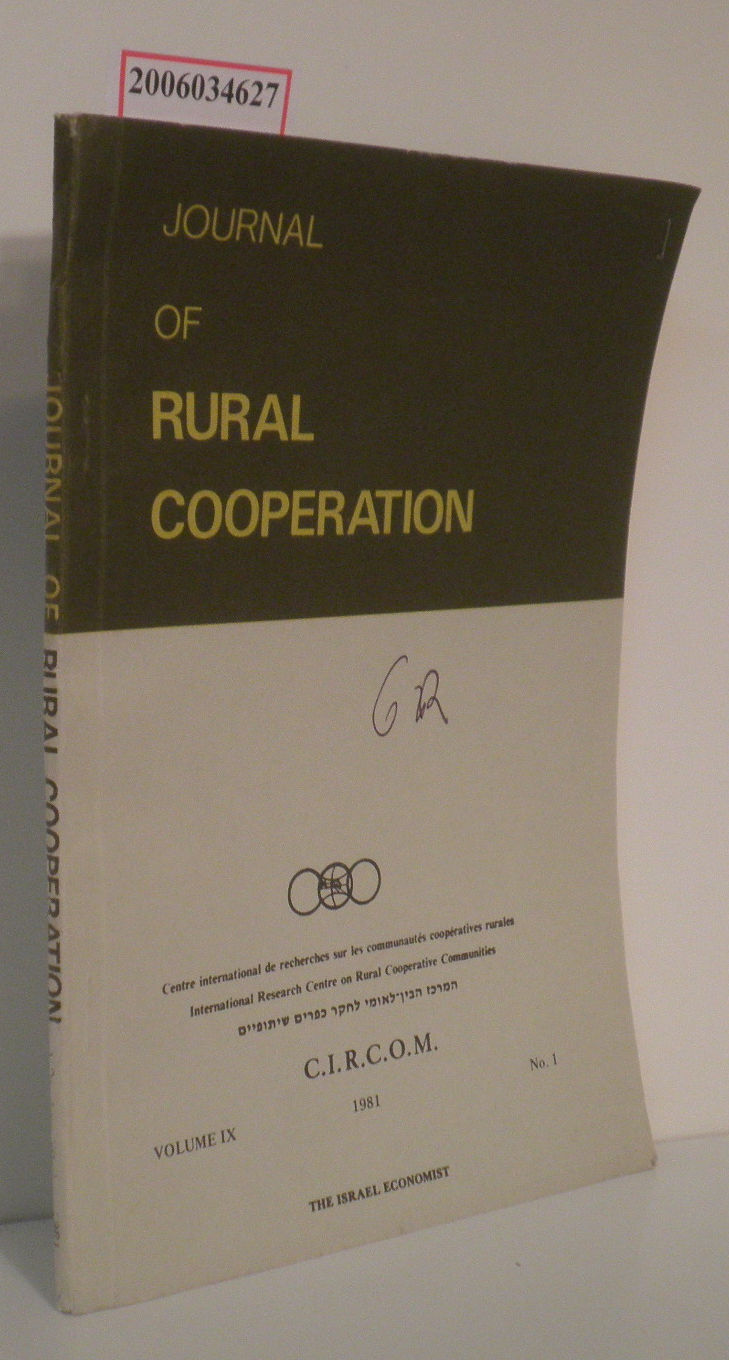 2006034627
JOURNAL
OF
RURAL
COOPERATION
JOURNAL OF RURAL COOPERATION
GR
Centre international de recherches sur les communautés coopératives rurales
International Research Centre on Rural Cooperative Communities
המרכז הבין־לאומי לחקר כפרים שיתופיים
C.I.R.C.O.M.
VOLUME IX 1981 No. 1
THE ISRAEL ECONOMIST